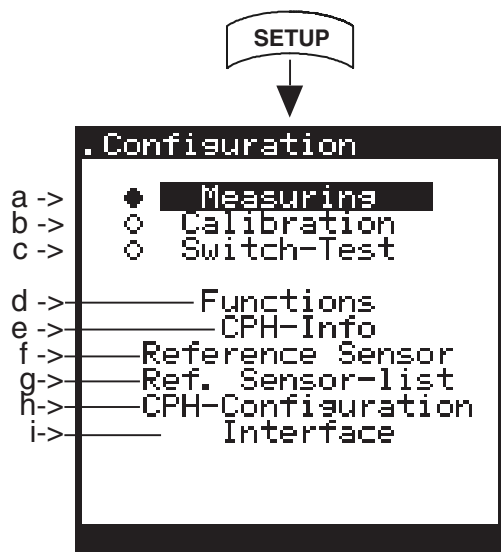 SETUP
.Configuration
a -> ● Measuring
b -> ○ Calibration
c -> ○ Switch-Test
d -> Functions
e -> CPH-Info
f -> Reference Sensor
g-> Ref. Sensor-list
h-> CPH-Configuration
i-> Interface